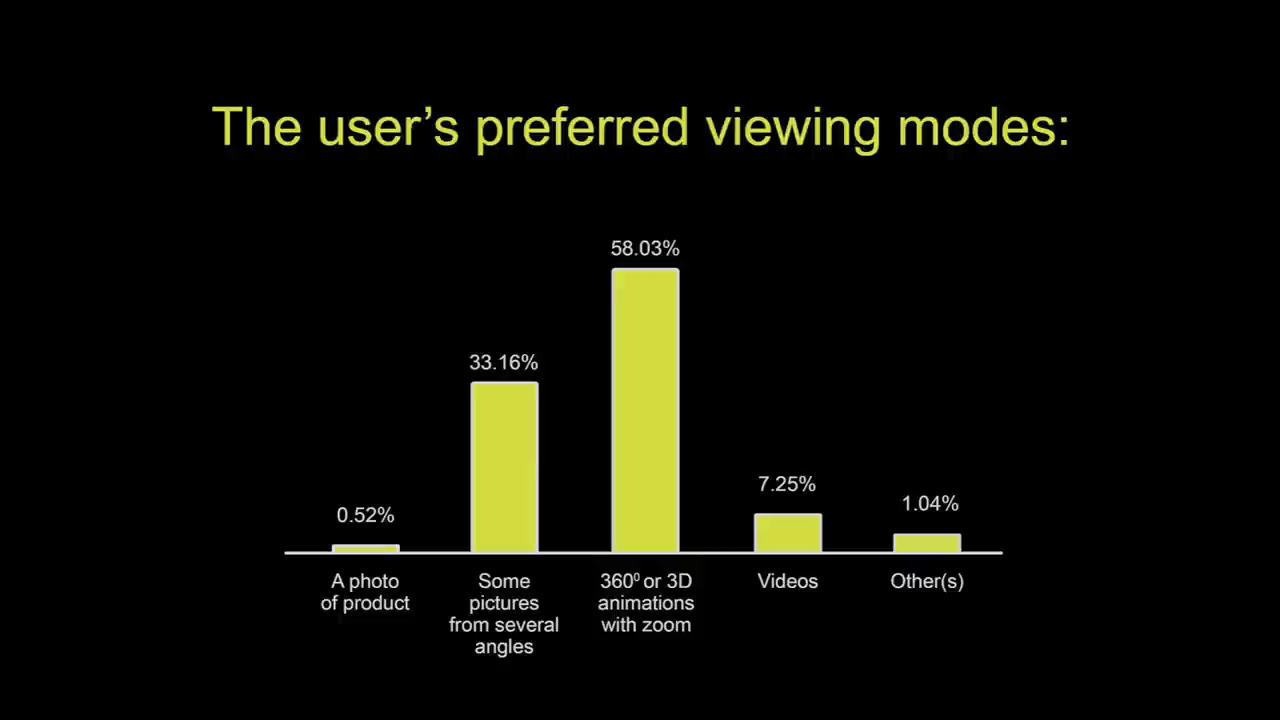 The user’s preferred viewing modes:
58.03%
33.16%
7.25%
1.04%
0.52%
A photo
of product
Some
pictures
from several
angles
360⁰ or 3D
animations
with zoom
Videos
Other(s)